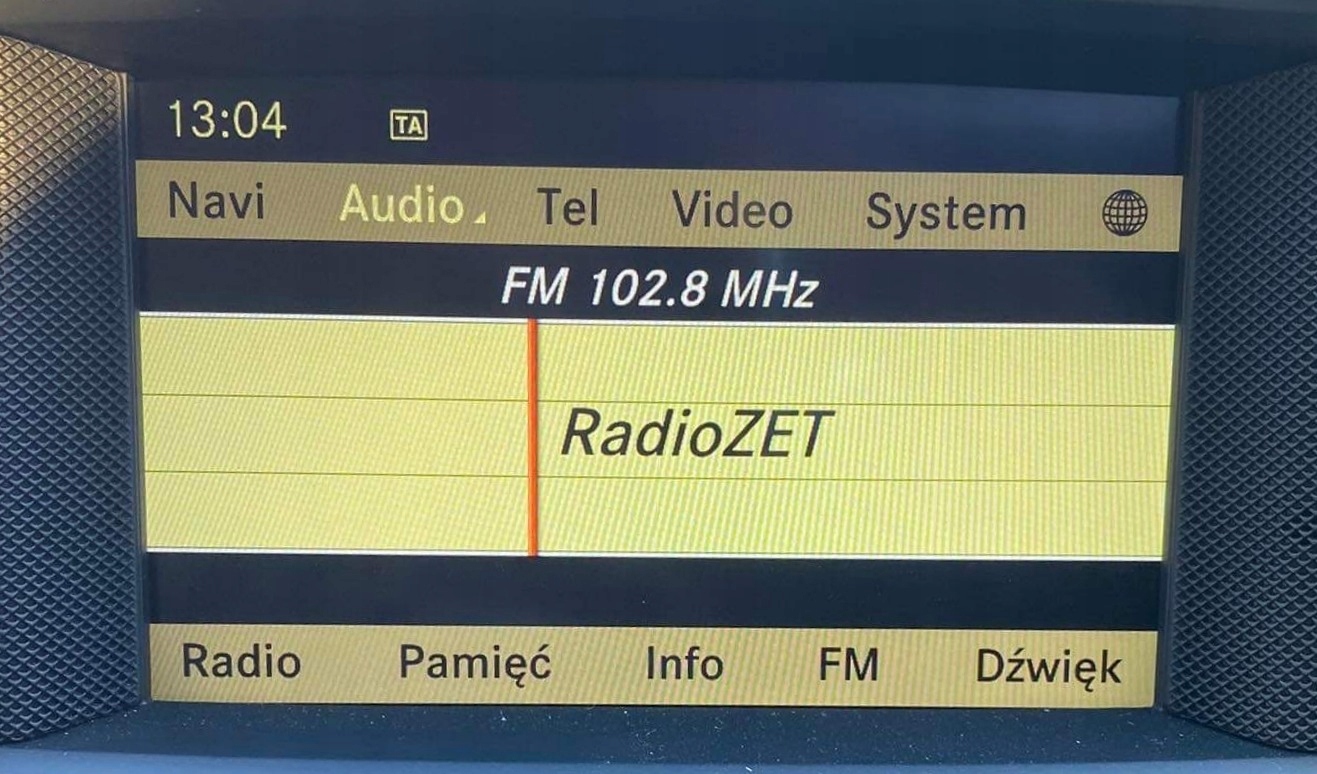 13:04 TA
Navi Audio Tel Video System
FM 102.8 MHz
RadioZET
Radio Pamięć Info FM Dźwięk